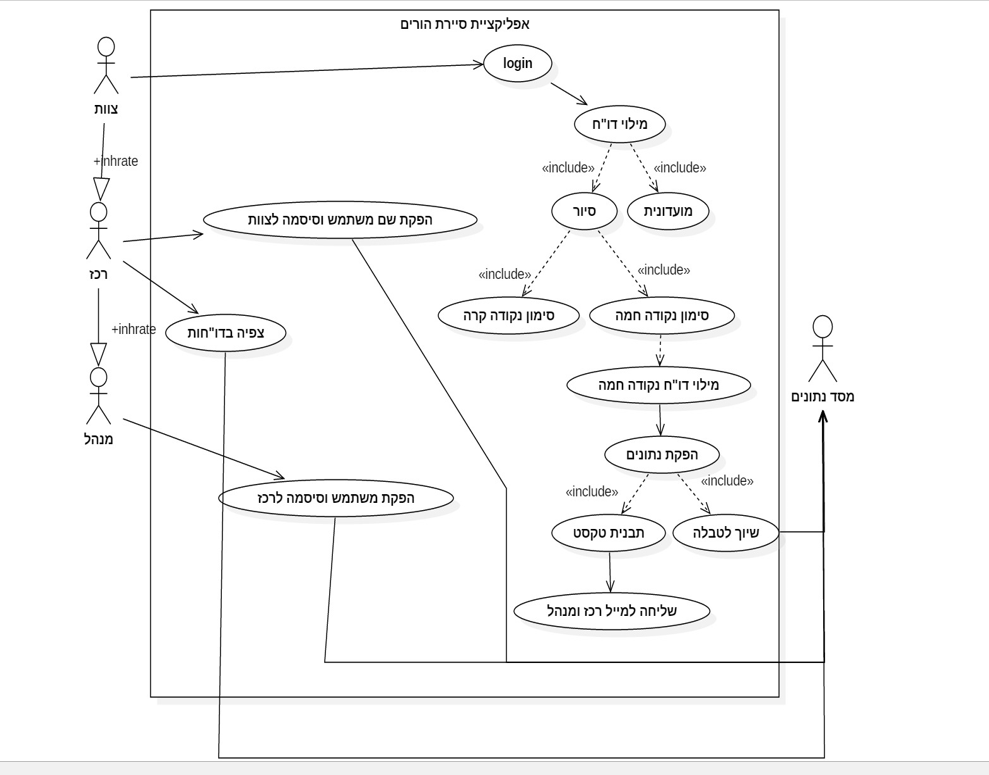 אפליקציית סיירת הורים
login
צוות
מילוי דו"ח
+inhrate
«include»
«include»
הפקת שם משתמש וסיסמה לצוות
סיור
מועדונית
רכז
«include»
«include»
סימון נקודה קרה
סימון נקודה חמה
+inhrate
צפיה בדו"חות
מילוי דו"ח נקודה חמה
מסד נתונים
מנהל
הפקת נתונים
«include»
«include»
הפקת משתמש וסיסמה לרכז
תבנית טקסט
שיוך לטבלה
שליחה למייל רכז ומנהל